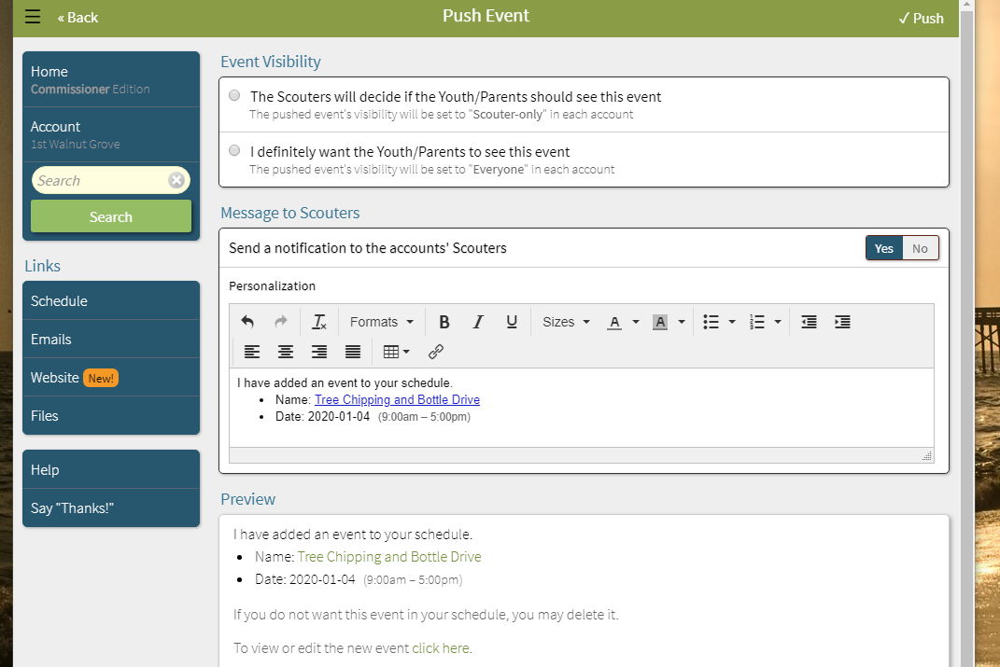 « Back
Push Event
✓ Push
Home
Commissioner Edition
Account
1st Walnut Grove
Search
Search
Links
Schedule
Emails
Website New!
Files
Help
Say "Thanks!"
Event Visibility
The Scouters will decide if the Youth/Parents should see this event
The pushed event's visibility will be set to "Scouter-only" in each account
I definitely want the Youth/Parents to see this event
The pushed event's visibility will be set to "Everyone" in each account
Message to Scouters
Send a notification to the accounts' Scouters
Yes No
Personalization
Formats B I U Sizes A A
I have added an event to your schedule.
• Name: Tree Chipping and Bottle Drive
• Date: 2020-01-04 (9:00am – 5:00pm)
Preview
I have added an event to your schedule.
• Name: Tree Chipping and Bottle Drive
• Date: 2020-01-04 (9:00am – 5:00pm)
If you do not want this event in your schedule, you may delete it.
To view or edit the new event click here.